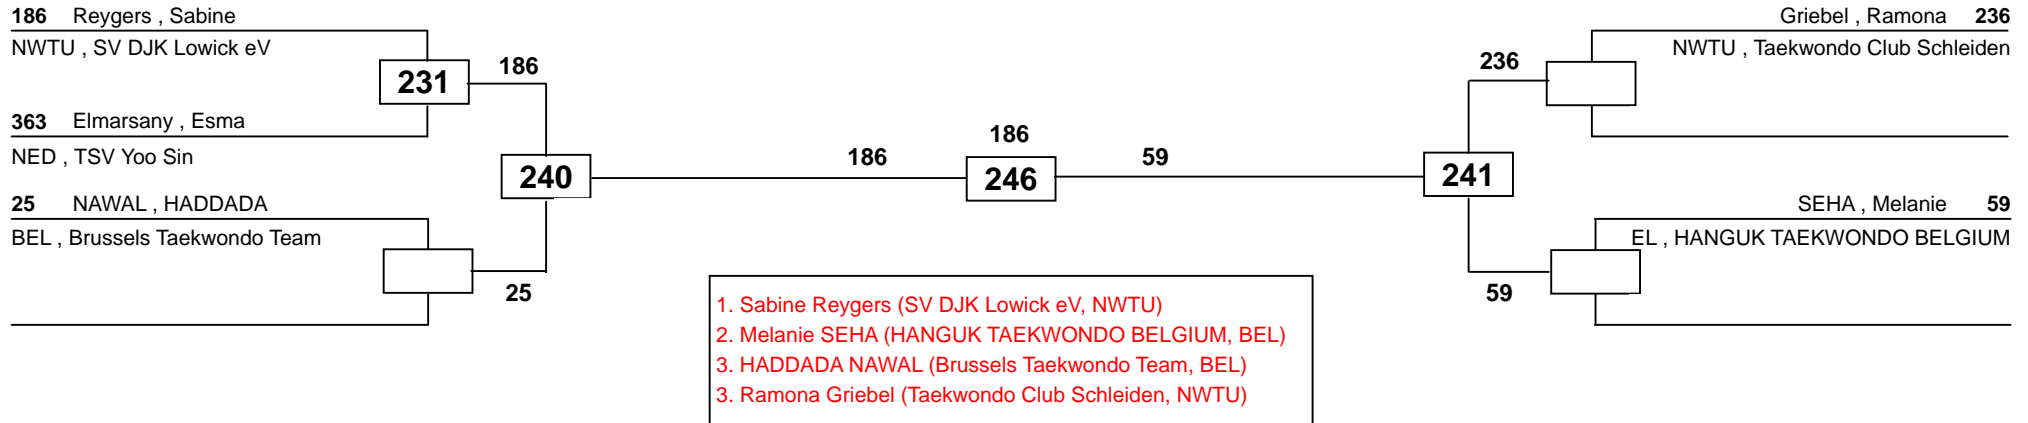 186 Reygers , Sabine
NWTU , SV DJK Lowick eV
231
186
363 Elmarsany , Esma
NED , TSV Yoo Sin
240
25 NAWAL , HADDADA
BEL , Brussels Taekwondo Team
25
186
186
246
59
Griebel , Ramona 236
NWTU , Taekwondo Club Schleiden
236
241
SEHA , Melanie 59
EL , HANGUK TAEKWONDO BELGIUM
59
1. Sabine Reygers (SV DJK Lowick eV, NWTU)
2. Melanie SEHA (HANGUK TAEKWONDO BELGIUM, BEL)
3. HADDADA NAWAL (Brussels Taekwondo Team, BEL)
3. Ramona Griebel (Taekwondo Club Schleiden, NWTU)